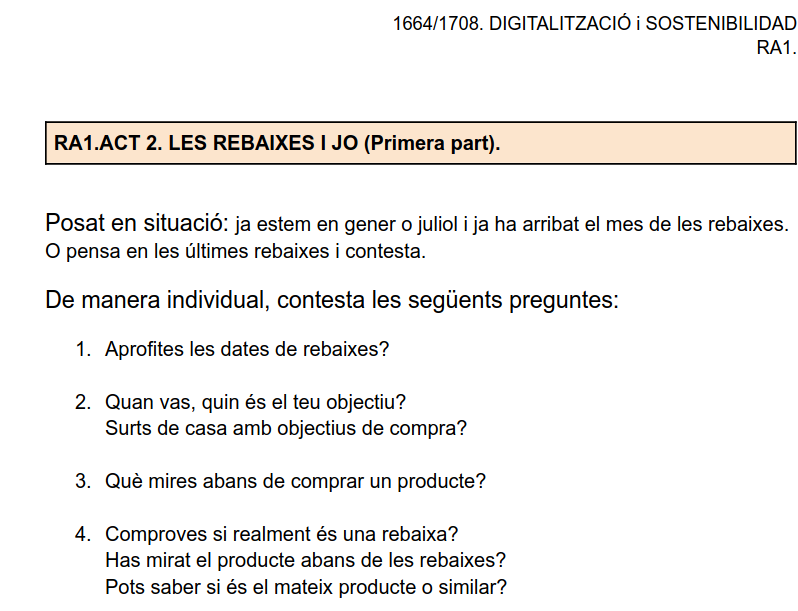 1664/1708. DIGITALITZACIÓ i SOSTENIBILIDAD
RA1.
RA1.ACT 2. LES REBAIXES I JO (Primera part).
Posat en situació: ja estem en gener o juliol i ja ha arribat el mes de les rebaixes.
O pensa en les últimes rebaixes i contesta.
De manera individual, contesta les següents preguntes:
1. Aprofites les dates de rebaixes?
2. Quan vas, quin és el teu objectiu?
Surts de casa amb objectius de compra?
3. Què mires abans de comprar un producte?
4. Comproves si realment és una rebaixa?
Has mirat el producte abans de les rebaixes?
Pots saber si és el mateix producte o similar?